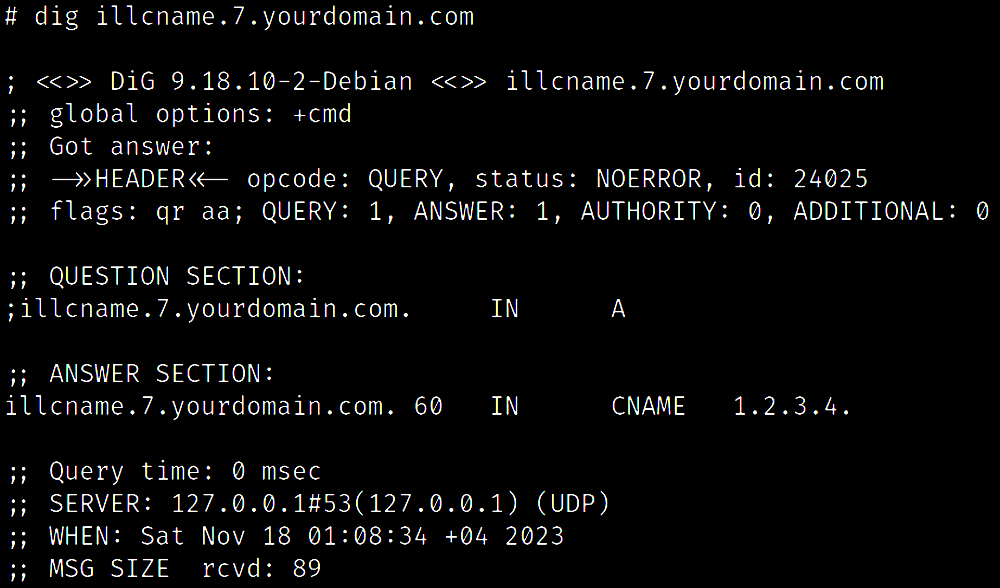 # dig illcname.7.yourdomain.com
; <<>> DiG 9.18.10-2-Debian <<>> illcname.7.yourdomain.com
;; global options: +cmd
;; Got answer:
;; ->>HEADER<<- opcode: QUERY, status: NOERROR, id: 24025
;; flags: qr aa; QUERY: 1, ANSWER: 1, AUTHORITY: 0, ADDITIONAL: 0
;; QUESTION SECTION:
;illcname.7.yourdomain.com. IN A
;; ANSWER SECTION:
illcname.7.yourdomain.com. 60 IN CNAME 1.2.3.4.
;; Query time: 0 msec
;; SERVER: 127.0.0.1#53(127.0.0.1) (UDP)
;; WHEN: Sat Nov 18 01:08:34 +04 2023
;; MSG SIZE  rcvd: 89